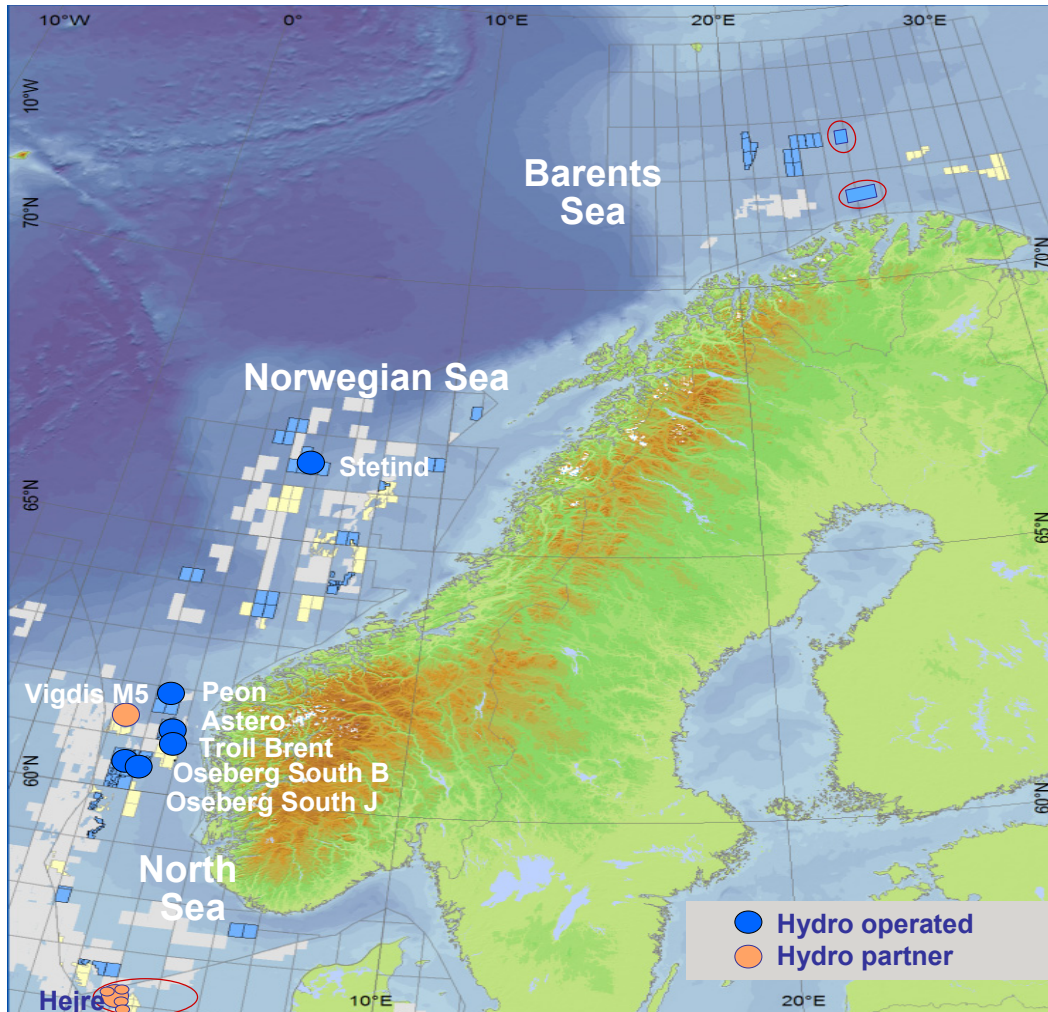 10°W
0°
10°E
20°E
30°E
10°W
70°N
Barents
Sea
70°N
Norwegian Sea
Stetind
65°N
65°N
Vigdis M5
Peon
Astero
Troll Brent
Oseberg South B
Oseberg South J
60°N
60°N
North
Sea
Hydro operated
Hydro partner
Hejre
10°E
20°E